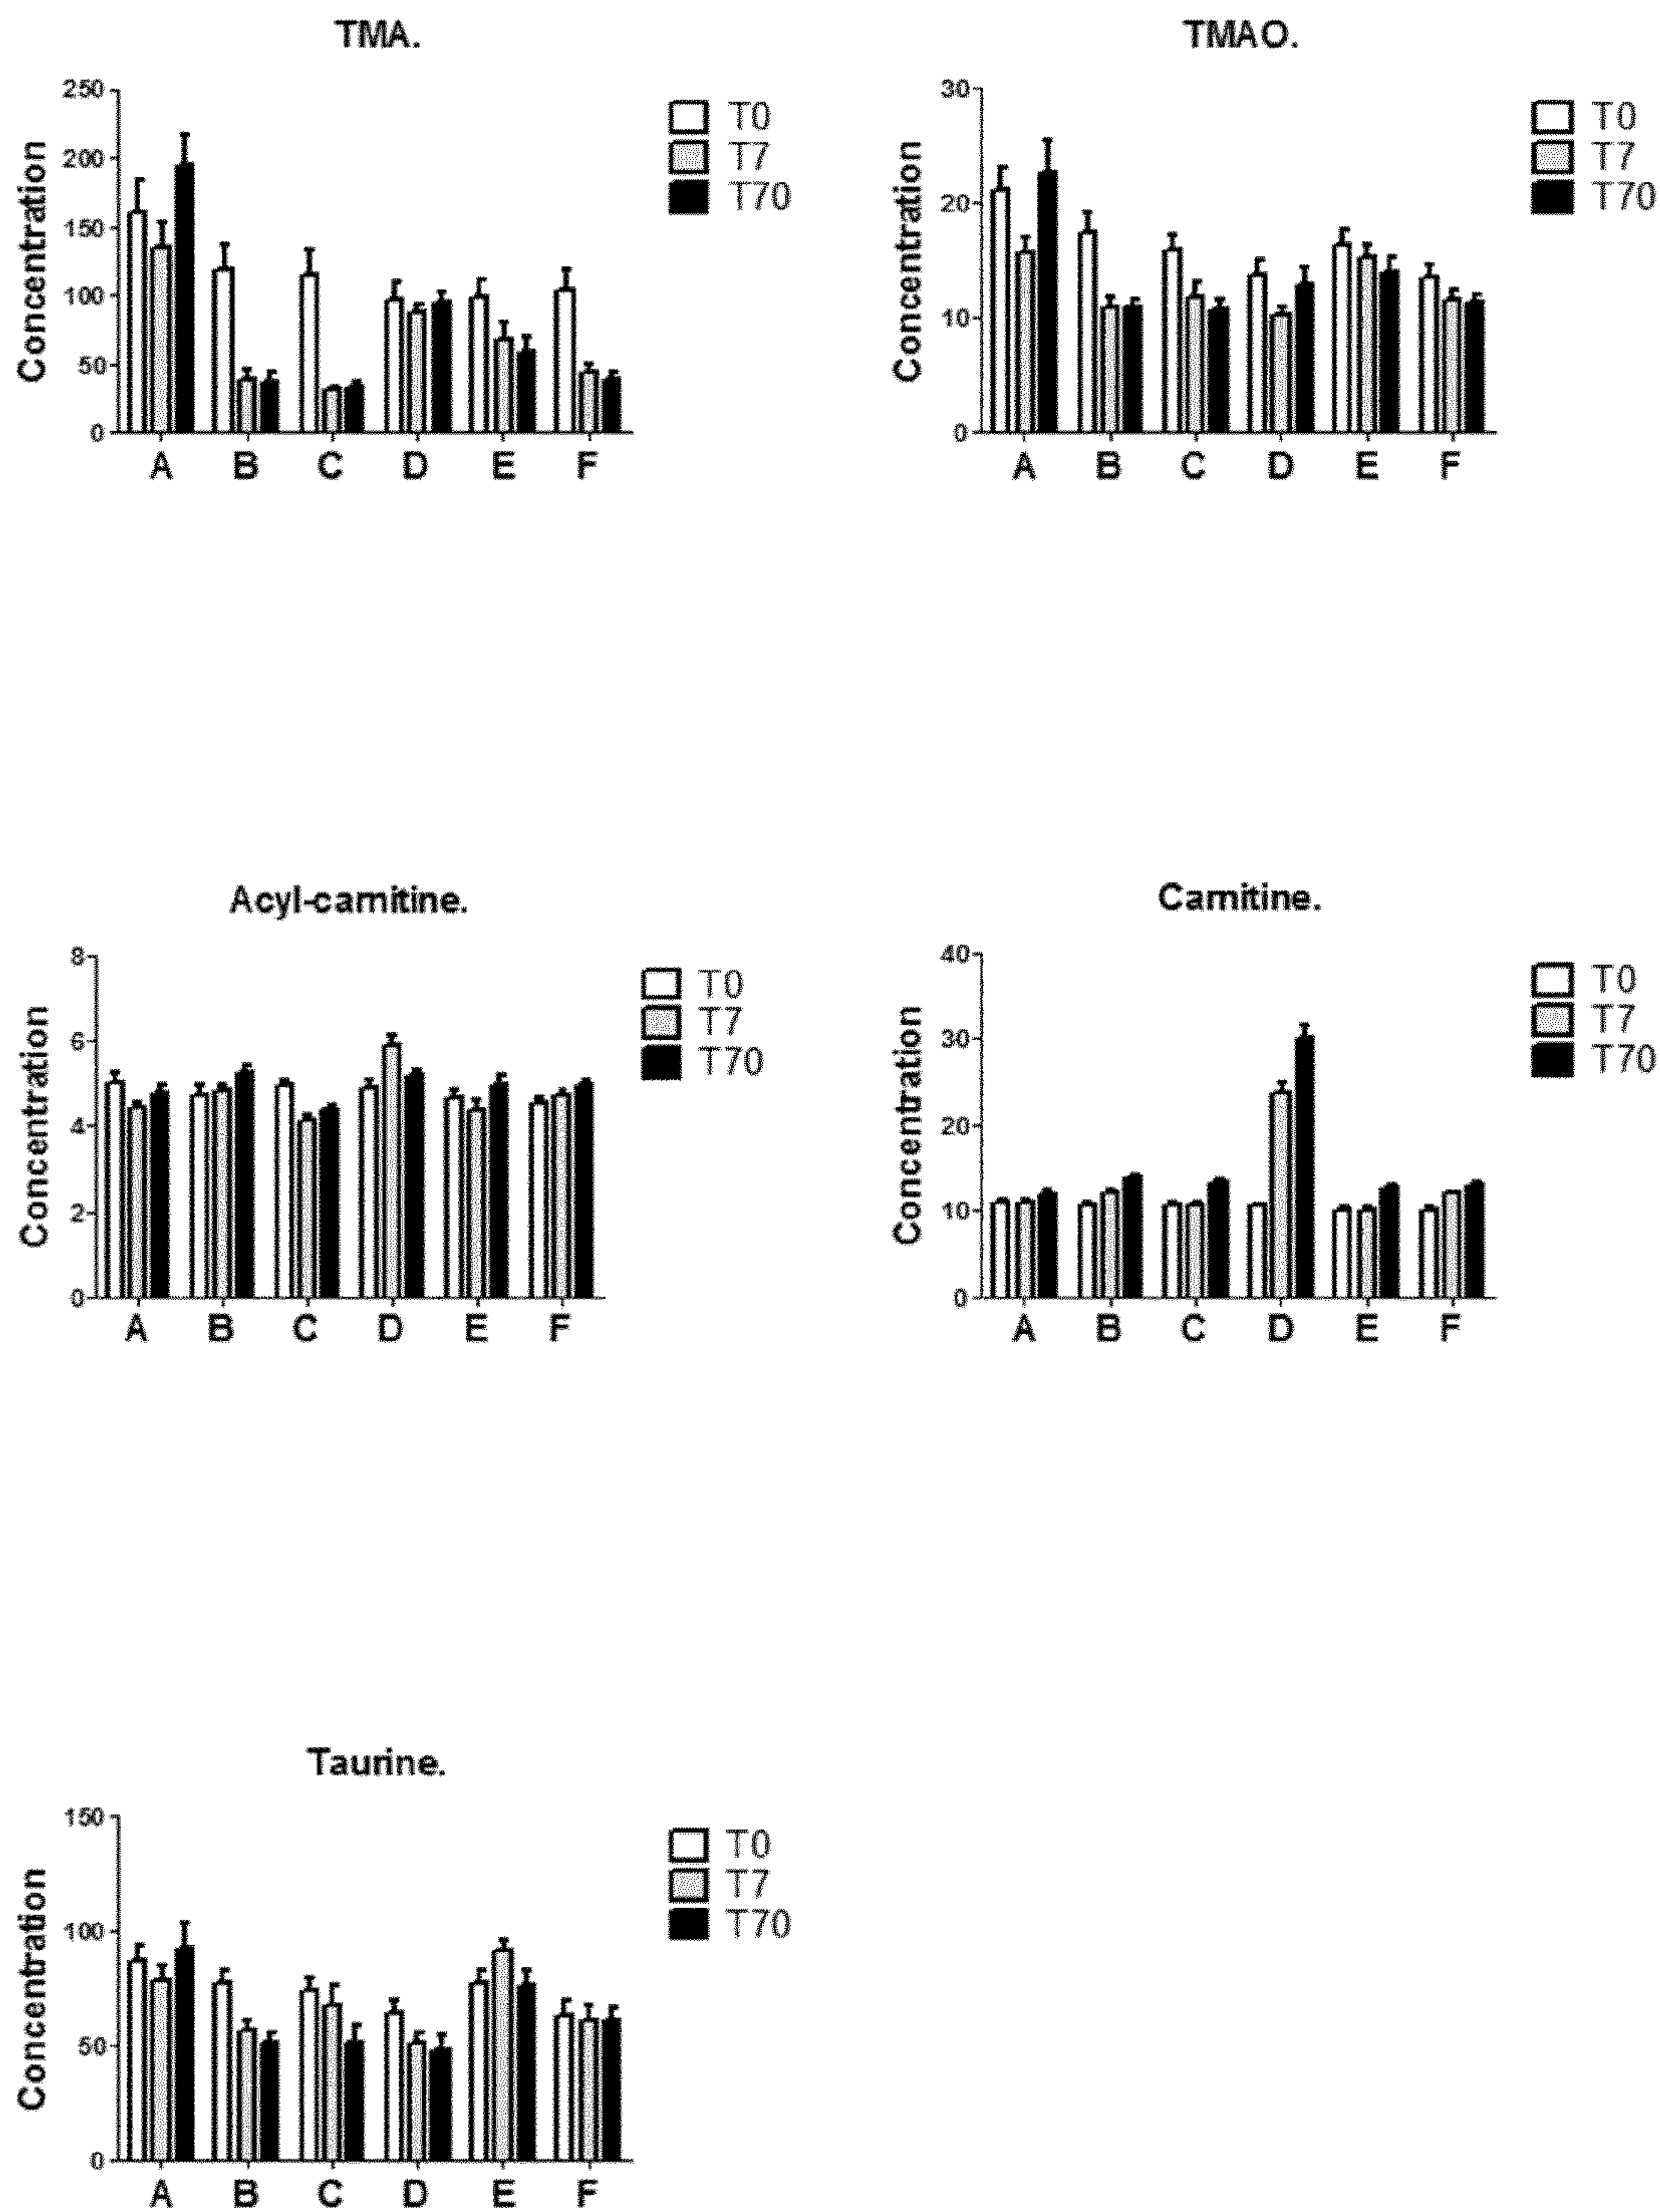 TMA.
250
200
150
100
50
0
Concentration
A B C D E F
T0
T7
T70
TMAO.
30
20
10
0
Concentration
A B C D E F
T0
T7
T70
Acyl-carnitine.
8
6
4
2
0
Concentration
A B C D E F
T0
T7
T70
Carnitine.
40
30
20
10
0
Concentration
A B C D E F
T0
T7
T70
Taurine.
150
100
50
0
Concentration
A B C D E F
T0
T7
T70